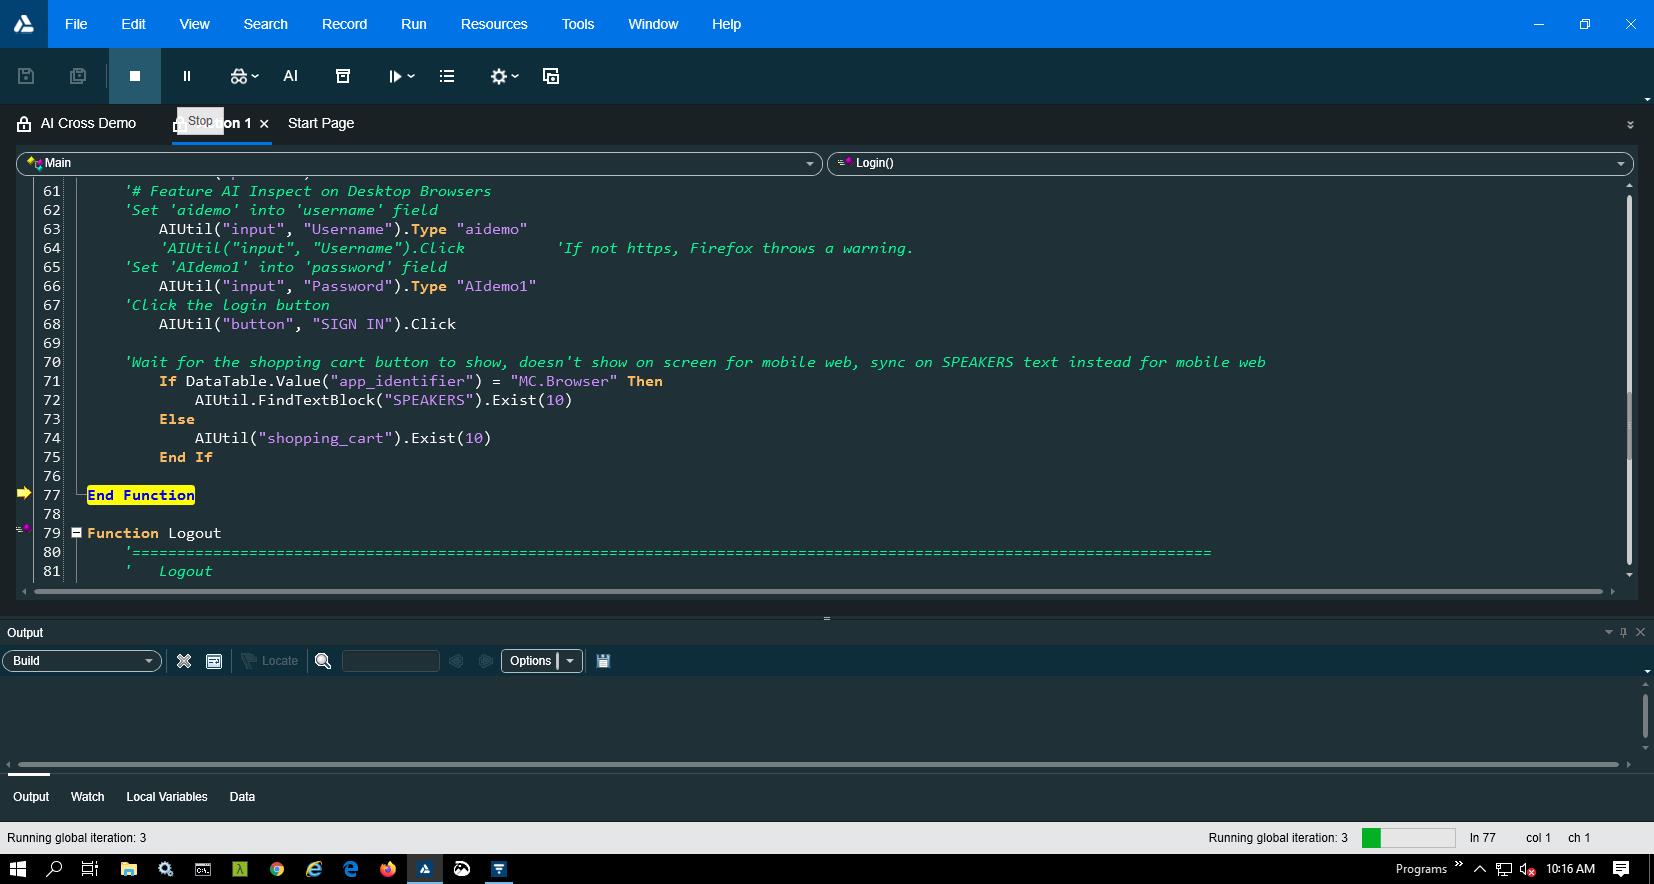 File Edit View Search Record Run Resources Tools Window Help
AI
AI Cross Demo Stop on 1 × Start Page
Main Login()
61 '# Feature AI Inspect on Desktop Browsers
62 'Set 'aidemo' into 'username' field
63 AIUtil("input", "Username").Type "aidemo"
64 'AIUtil("input", "Username").Click 'If not https, Firefox throws a warning.
65 'Set 'AIdemo1' into 'password' field
66 AIUtil("input", "Password").Type "AIdemo1"
67 'Click the login button
68 AIUtil("button", "SIGN IN").Click
69
70 'Wait for the shopping cart button to show, doesn't show on screen for mobile web, sync on SPEAKERS text instead for mobile web
71 If DataTable.Value("app_identifier") = "MC.Browser" Then
72 AIUtil.FindTextBlock("SPEAKERS").Exist(10)
73 Else
74 AIUtil("shopping_cart").Exist(10)
75 End If
76
77 End Function
78
79 Function Logout
80 '========================================================================================================================
81 ' Logout
Output
Build Locate Options
Output Watch Local Variables Data
Running global iteration: 3 Running global iteration: 3 ln 77 col 1 ch 1
Programs 10:16 AM